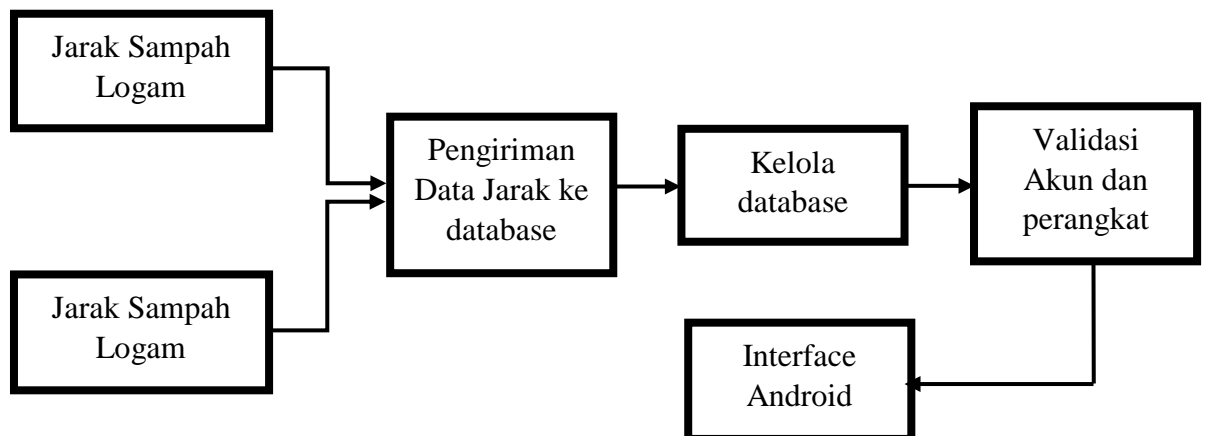 Jarak Sampah
Logam
Pengiriman
Data Jarak ke
database
Kelola
database
Validasi
Akun dan
perangkat
Jarak Sampah
Logam
Interface
Android